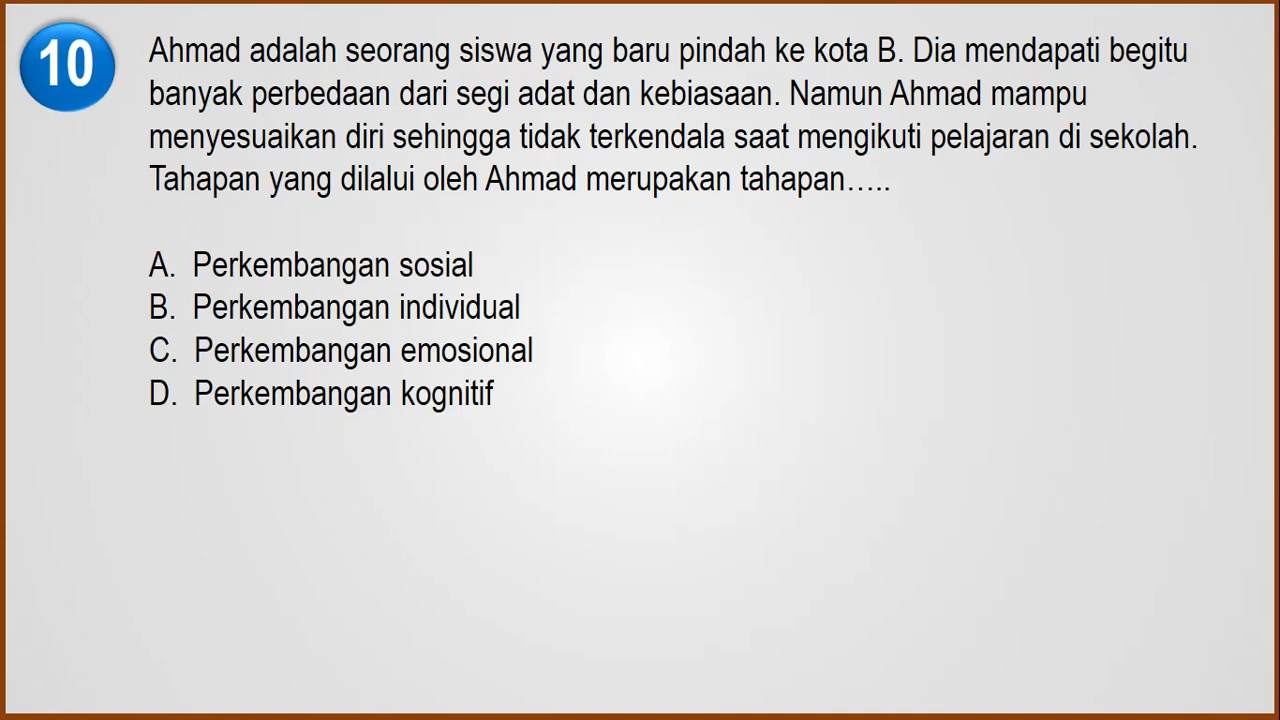 10
Ahmad adalah seorang siswa yang baru pindah ke kota B. Dia mendapati begitu
banyak perbedaan dari segi adat dan kebiasaan. Namun Ahmad mampu
menyesuaikan diri sehingga tidak terkendala saat mengikuti pelajaran di sekolah.
Tahapan yang dilalui oleh Ahmad merupakan tahapan…..
A. Perkembangan sosial
B. Perkembangan individual
C. Perkembangan emosional
D. Perkembangan kognitif